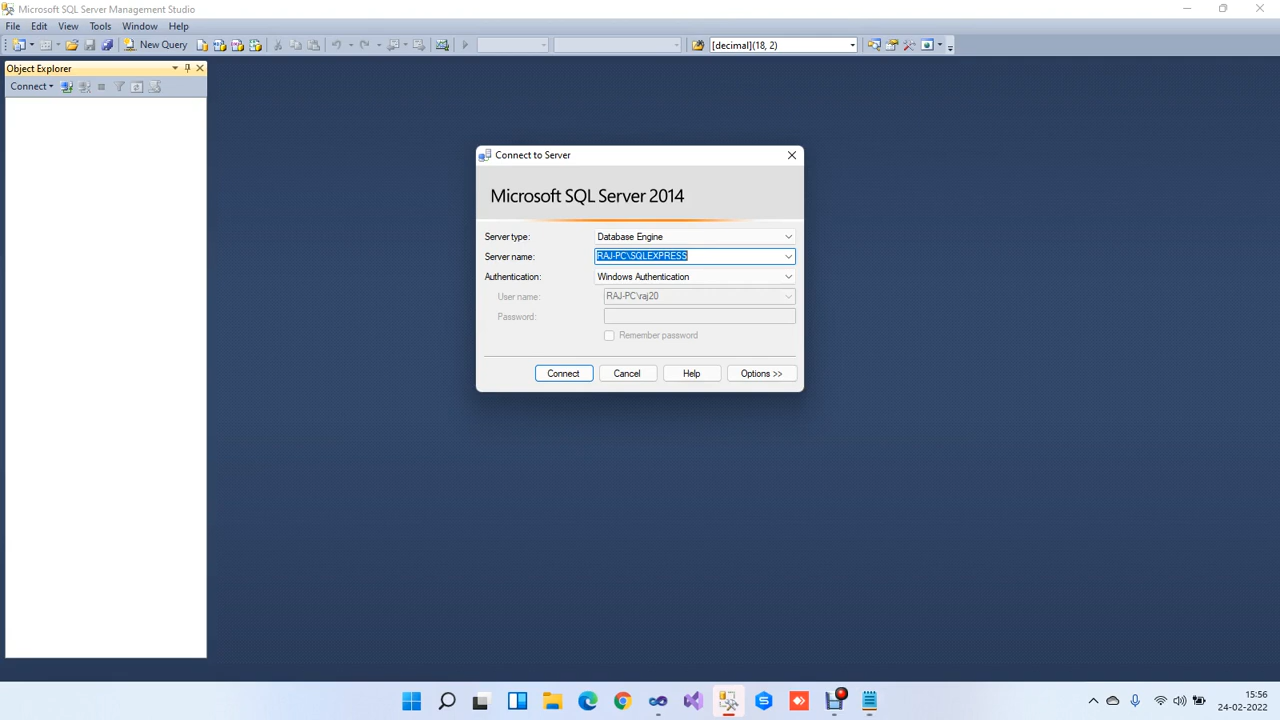 Microsoft SQL Server Management Studio
File Edit View Tools Window Help
New Query [decimal](18, 2)
Object Explorer
Connect
Connect to Server
Microsoft SQL Server 2014
Server type: Database Engine
Server name: RAJ-PC\SQLEXPRESS
Authentication: Windows Authentication
User name: RAJ-PC\raj20
Password:
Remember password
Connect Cancel Help Options >>
15:56
24-02-2022